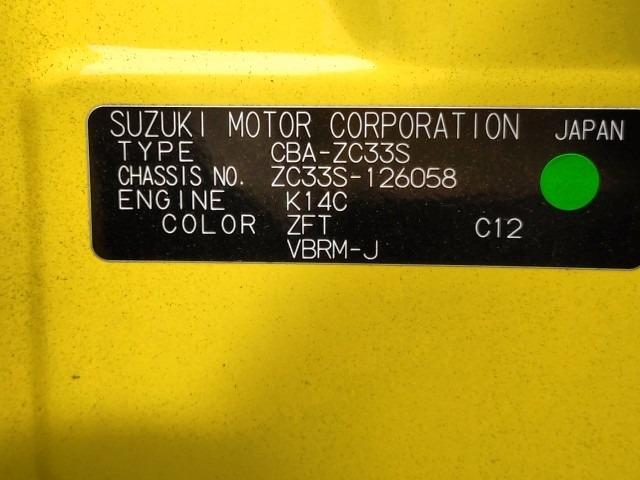 SUZUKI MOTOR CORPORATION JAPAN
TYPE CBA-ZC33S
CHASSIS NO. ZC33S-126058
ENGINE K14C
COLOR ZFT C12
VBRM-J